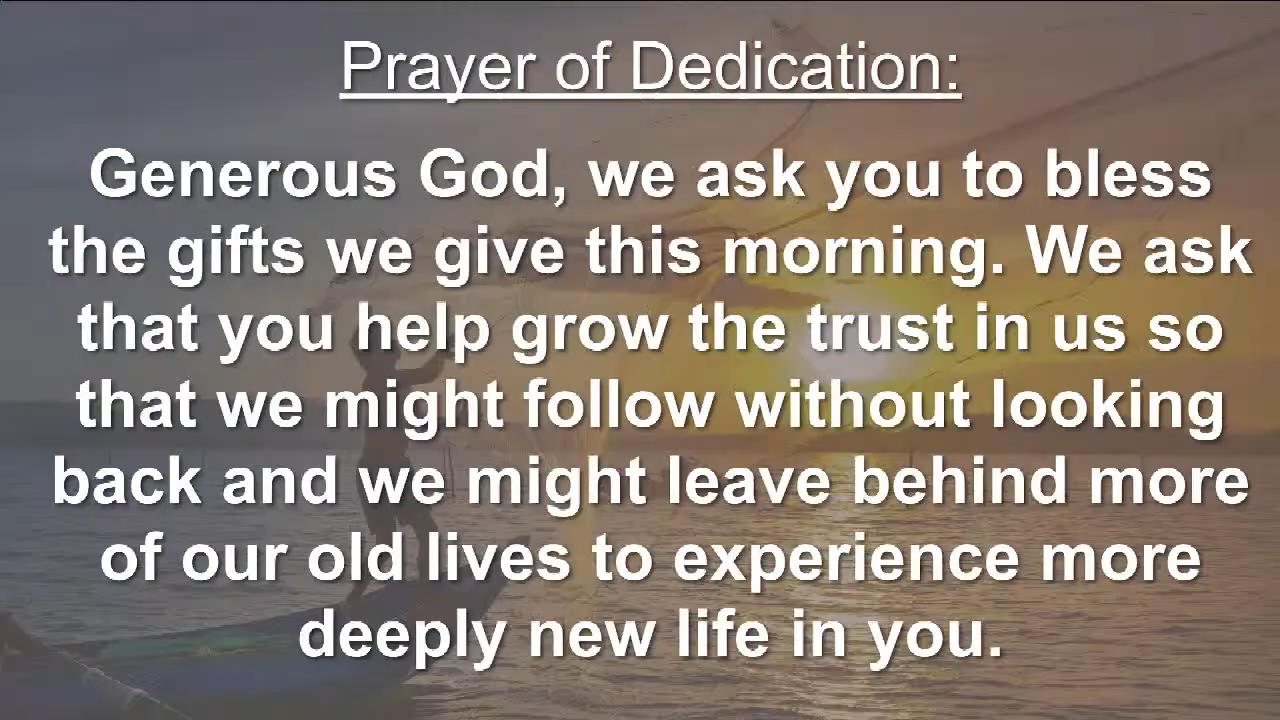 Prayer of Dedication:
Generous God, we ask you to bless
the gifts we give this morning. We ask
that you help grow the trust in us so
that we might follow without looking
back and we might leave behind more
of our old lives to experience more
deeply new life in you.